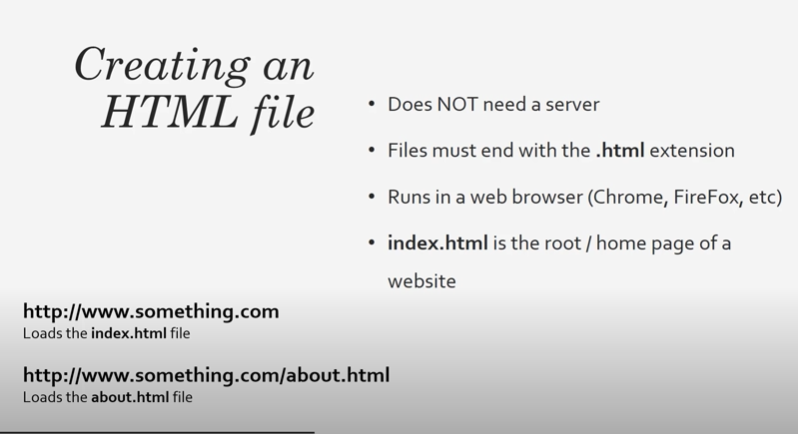 Creating an
HTML file
• Does NOT need a server
• Files must end with the .html extension
• Runs in a web browser (Chrome, FireFox, etc)
• index.html is the root / home page of a
website
http://www.something.com
Loads the index.html file
http://www.something.com/about.html
Loads the about.html file